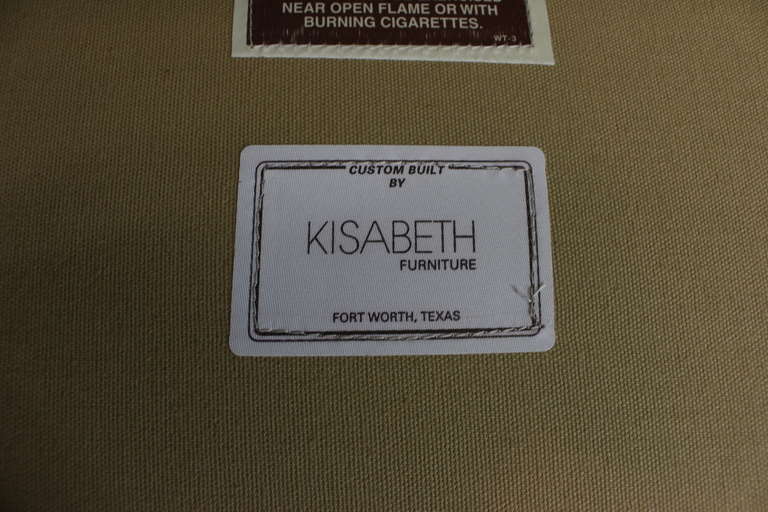 NEAR OPEN FLAME OR WITH
BURNING CIGARETTES.
WT-3
CUSTOM BUILT
BY
KISABETH
FURNITURE
FORT WORTH, TEXAS